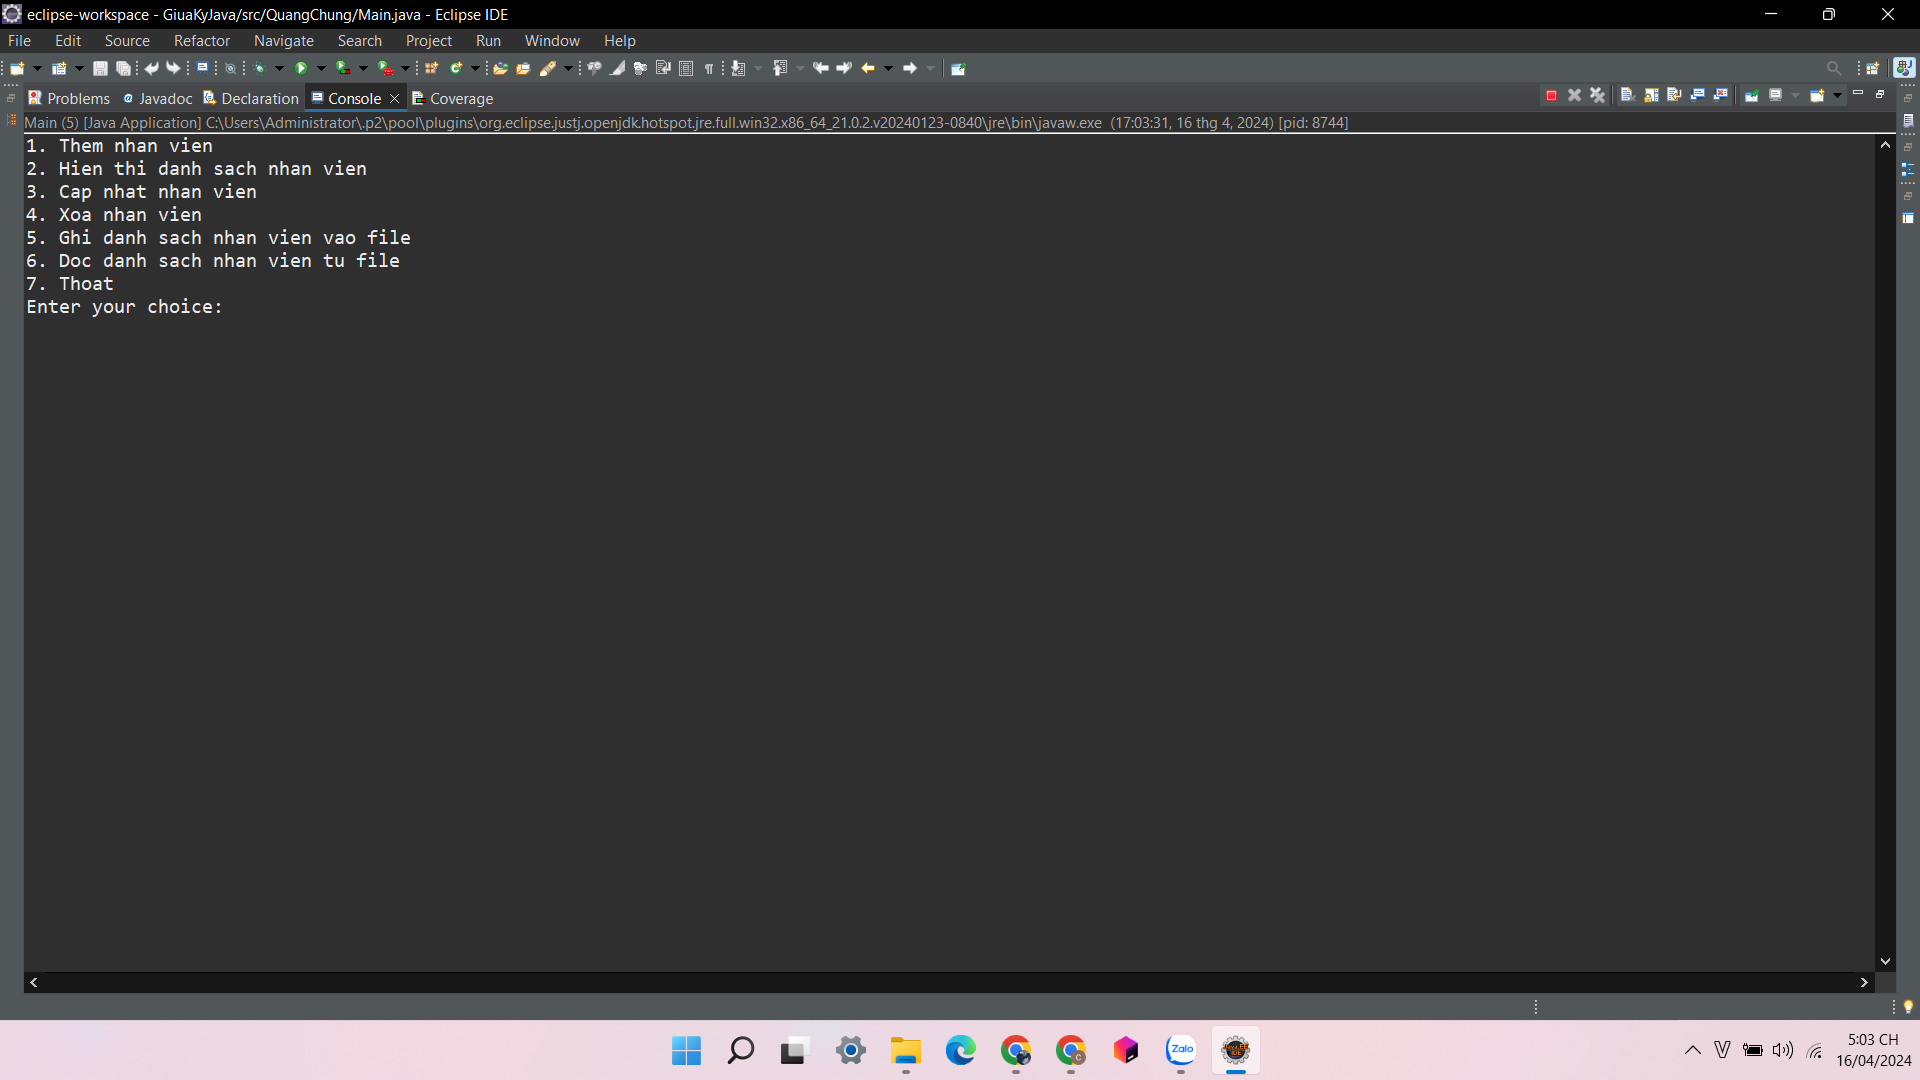 eclipse-workspace - GiuaKyJava/src/QuangChung/Main.java - Eclipse IDE
File Edit Source Refactor Navigate Search Project Run Window Help
Problems Javadoc Declaration Console Coverage
Main (5) [Java Application] C:\Users\Administrator\.p2\pool\plugins\org.eclipse.justj.openjdk.hotspot.jre.full.win32.x86_64_21.0.2.v20240123-0840\jre\bin\javaw.exe (17:03:31, 16 thg 4, 2024) [pid: 8744]
1. Them nhan vien
2. Hien thi danh sach nhan vien
3. Cap nhat nhan vien
4. Xoa nhan vien
5. Ghi danh sach nhan vien vao file
6. Doc danh sach nhan vien tu file
7. Thoat
Enter your choice:
Zalo
V
5:03 CH
16/04/2024